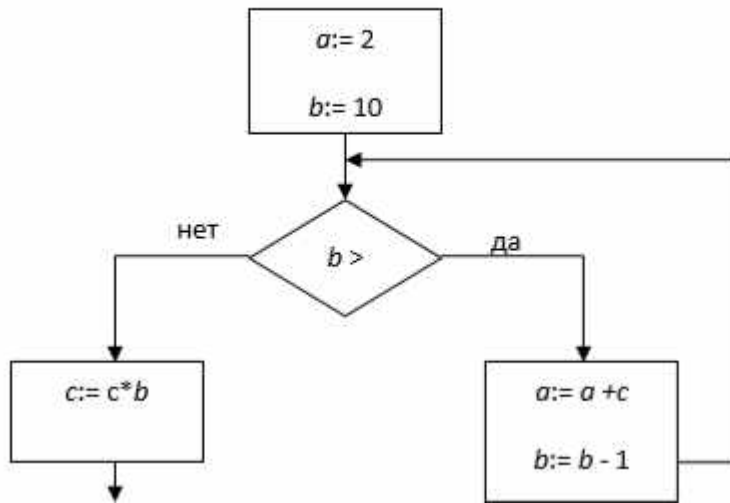 a:= 2
b:= 10
нет
b >
да
c:= c*b
a:= a +c
b:= b - 1